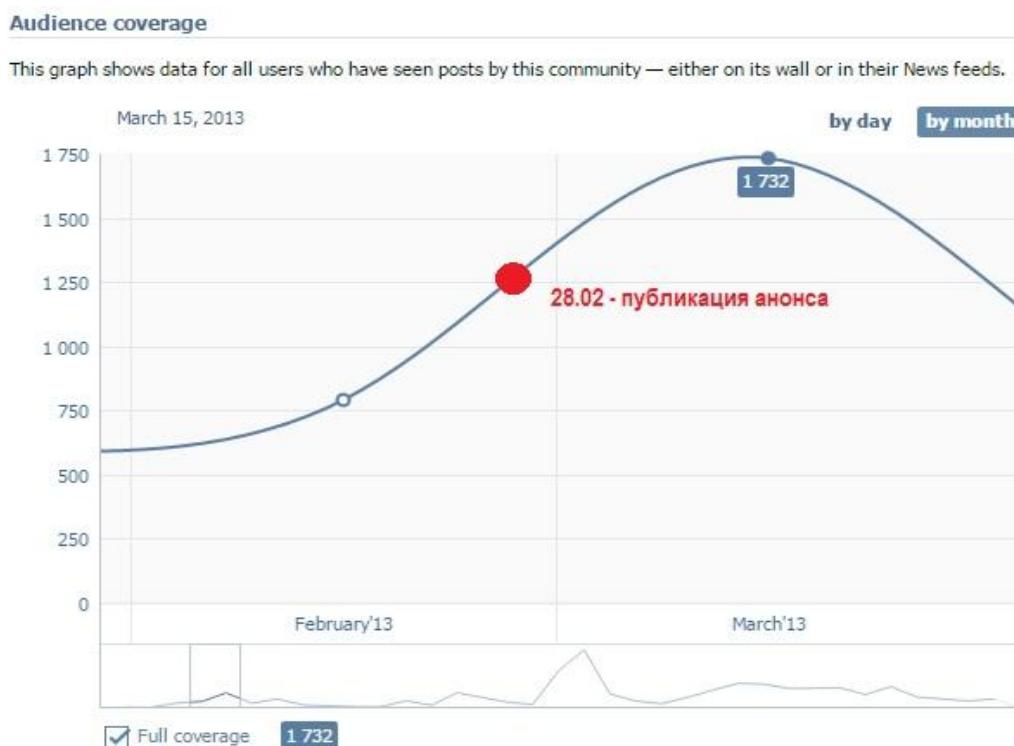 Audience coverage
This graph shows data for all users who have seen posts by this community — either on its wall or in their News feeds.
March 15, 2013
by day by month
1 750
1 732
1 500
1 250
28.02 - публикация анонса
1 000
750
500
250
0
February'13 March'13
Full coverage 1 732